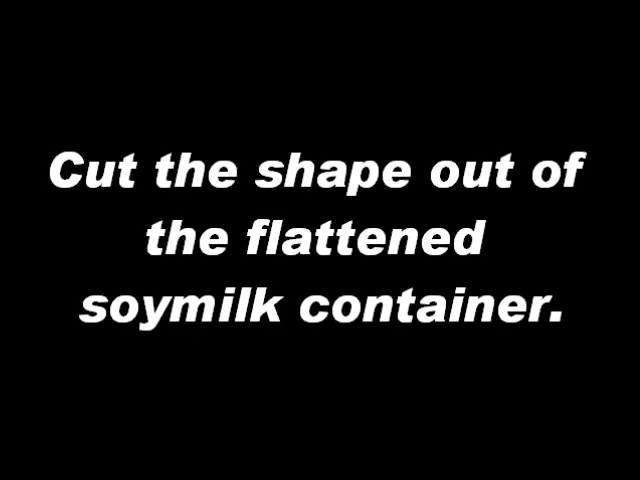 Cut the shape out of
the flattened
soymilk container.